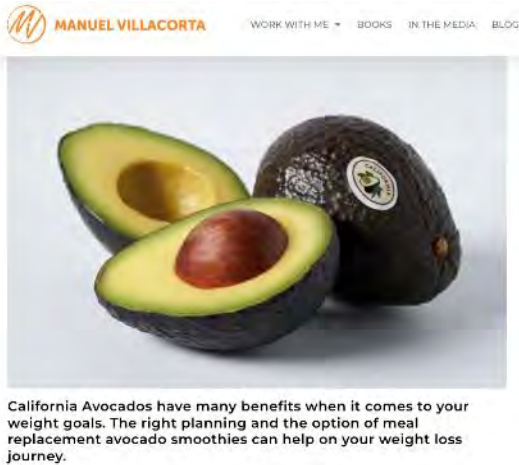 MANUEL VILLACORTA
WORK WITH ME
BOOKS
IN THE MEDIA
BLOG
CALIFORNIA
California Avocados have many benefits when it comes to your
weight goals. The right planning and the option of meal
replacement avocado smoothies can help on your weight loss
journey.